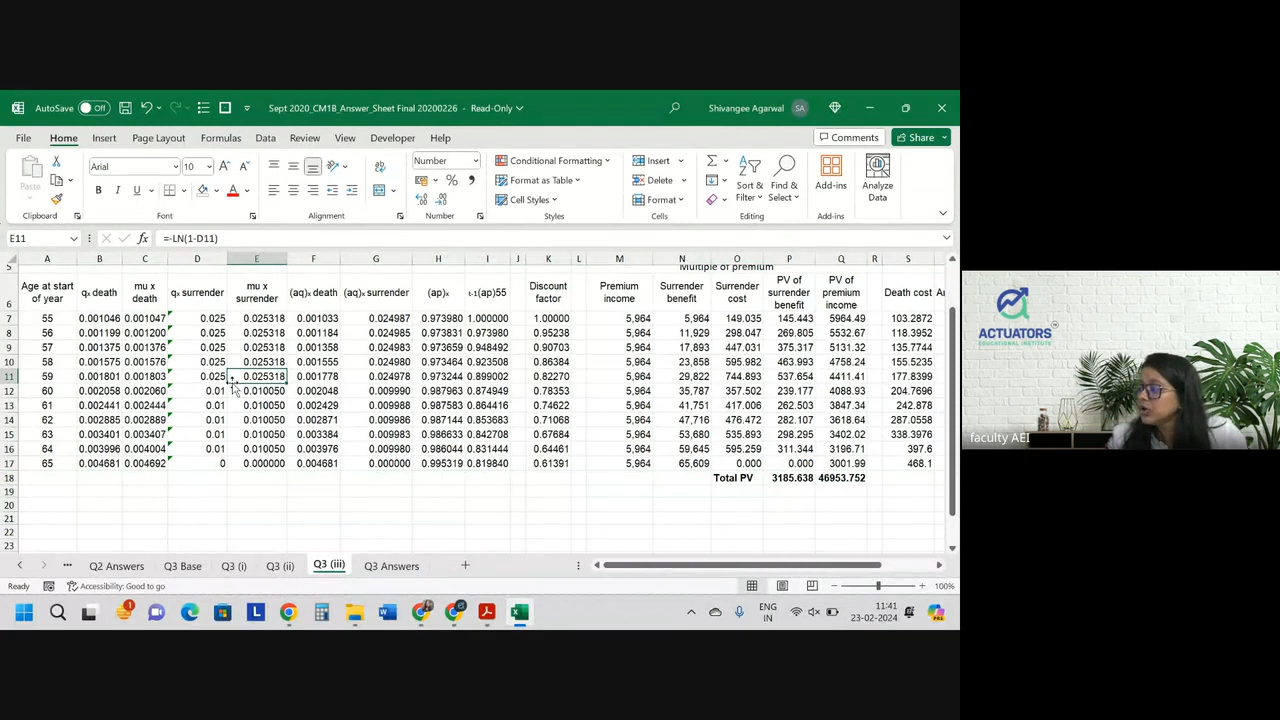 AutoSave Off Sept 2020_CM1B_Answer_Sheet Final 20200226 - Read-Only Shivangee Agarwal SA
File Home Insert Page Layout Formulas Data Review View Developer Help Comments Share
Paste Arial 10 Number Conditional Formatting Insert Sort & Filter Find & Select Add-ins Analyze Data
Format as Table Delete
Cell Styles Format
Clipboard Font Alignment Number Styles Cells Editing Add-ins
E11 =-LN(1-D11)
A B C D E F G H I J K L M N O P Q R S
5 Multiple of premium
6 Age at start of year qx death mu x death qx surrender mu x surrender (aq)x death (aq)x surrender (ap)x t-1(ap)55 Discount factor Premium income Surrender benefit Surrender cost PV of surrender benefit PV of premium income Death cost
7 55 0.001046 0.001047 0.025 0.025318 0.001033 0.024987 0.973980 1.000000 1.00000 5,964 5,964 149.035 145.443 5964.49 103.2872
8 56 0.001199 0.001200 0.025 0.025318 0.001184 0.024985 0.973831 0.973980 0.95238 5,964 11,929 298.047 269.805 5532.67 118.3952
9 57 0.001375 0.001376 0.025 0.025318 0.001358 0.024983 0.973659 0.948492 0.90703 5,964 17,893 447.031 375.317 5131.32 135.7744
10 58 0.001575 0.001576 0.025 0.025318 0.001555 0.024980 0.973464 0.923508 0.86384 5,964 23,858 595.982 463.993 4758.24 155.5235
11 59 0.001801 0.001803 0.025 0.025318 0.001778 0.024978 0.973244 0.899002 0.82270 5,964 29,822 744.893 537.654 4411.41 177.8399
12 60 0.002058 0.002060 0.01 0.010050 0.002048 0.009990 0.987963 0.874949 0.78353 5,964 35,787 357.502 239.177 4088.93 204.7696
13 61 0.002441 0.002444 0.01 0.010050 0.002429 0.009988 0.987583 0.864416 0.74622 5,964 41,751 417.006 262.503 3847.34 242.878
14 62 0.002885 0.002889 0.01 0.010050 0.002871 0.009986 0.987144 0.853683 0.71068 5,964 47,716 476.472 282.107 3618.64 287.0558
15 63 0.003401 0.003407 0.01 0.010050 0.003384 0.009983 0.986633 0.842708 0.67684 5,964 53,680 535.893 298.295 3402.02 338.3976
16 64 0.003996 0.004004 0.01 0.010050 0.003976 0.009980 0.986044 0.831444 0.64461 5,964 59,645 595.259 311.185 3196.71 397.6
17 65 0.004681 0.004692 0 0.000000 0.004681 0.000000 0.995319 0.819840 0.61391 5,964 65,609 0.000 0.000 3001.99 468.1
18 Total PV 3185.638 46953.752
19
20
21
22
23
Q2 Answers Q3 Base Q3 (i) Q3 (ii) Q3 (iii) Q3 Answers
Ready Accessibility: Good to go 100%
ENG IN 11:41 23-02-2024
ACTUATORS
EDUCATIONAL INSTITUTE
faculty AEI